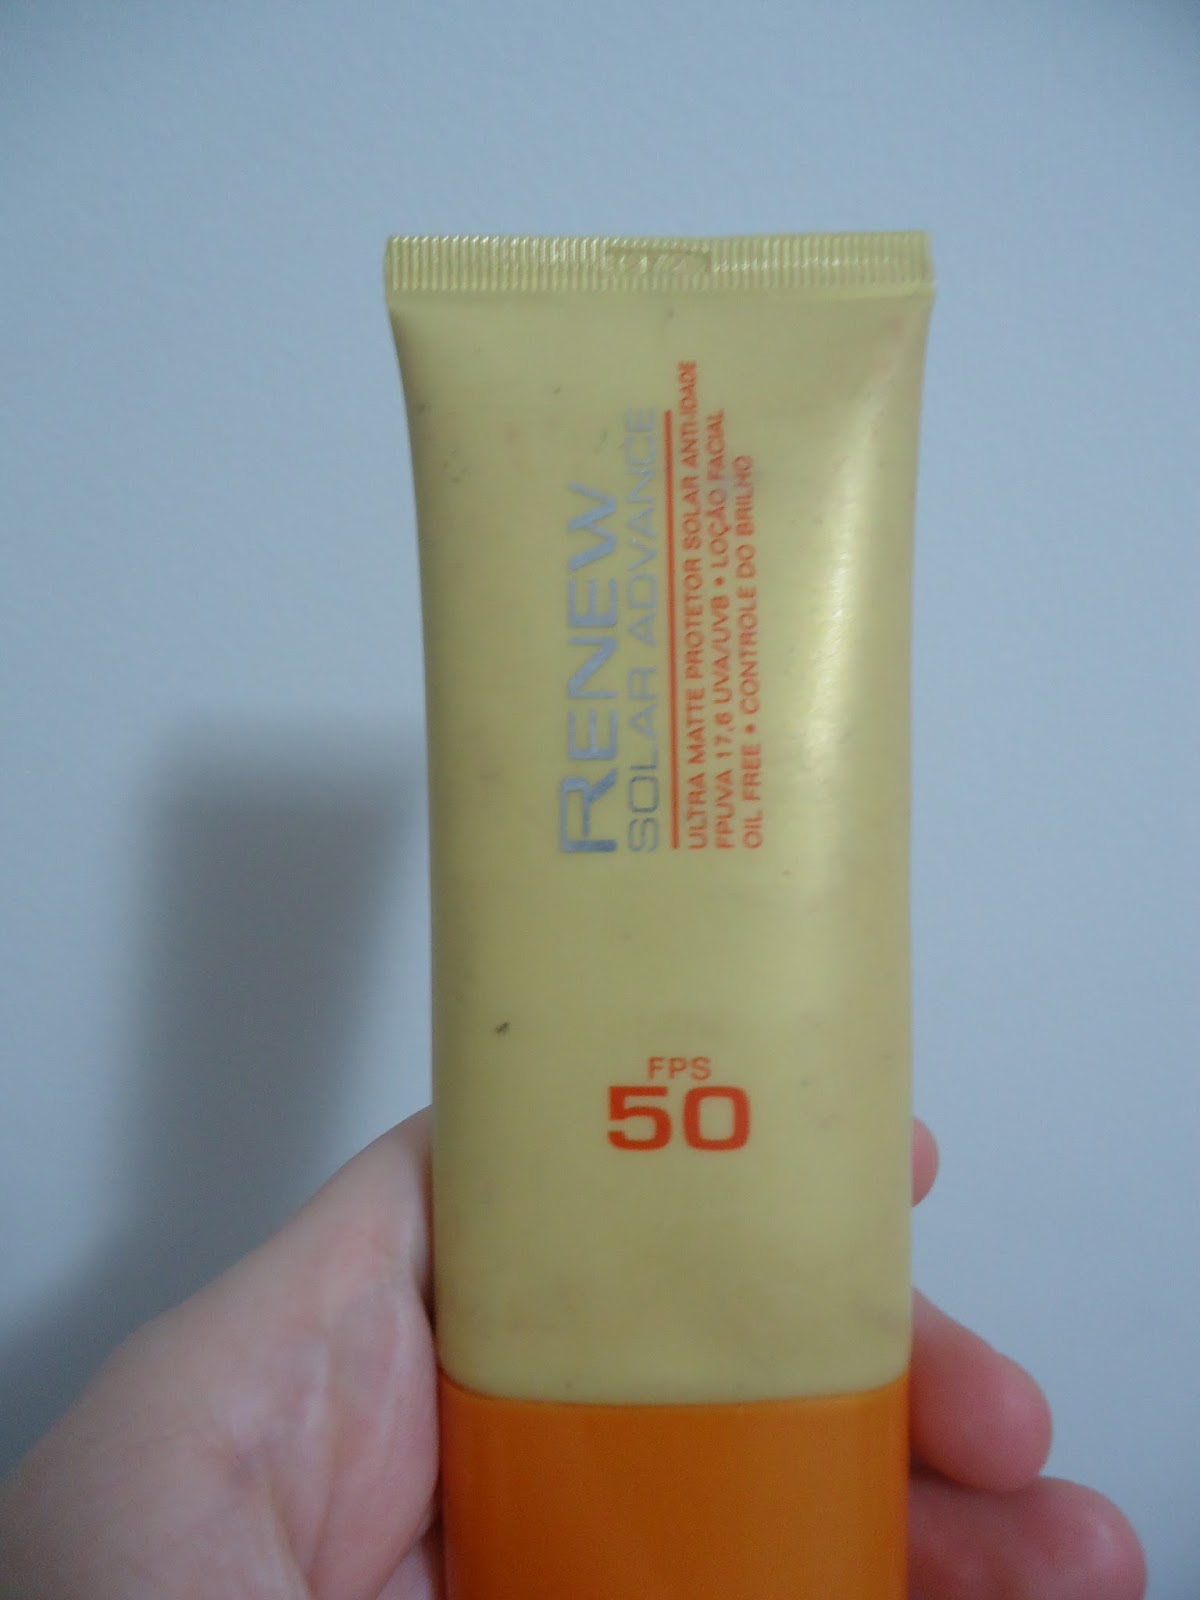 RENEW
SOLAR ADVANCE
ULTRA MATTE PROTETOR SOLAR ANTI-IDADE
FPUVA 17,6 UVA/UVB • LOÇÃO FACIAL
OIL FREE • CONTROLE DO BRILHO
FPS
50